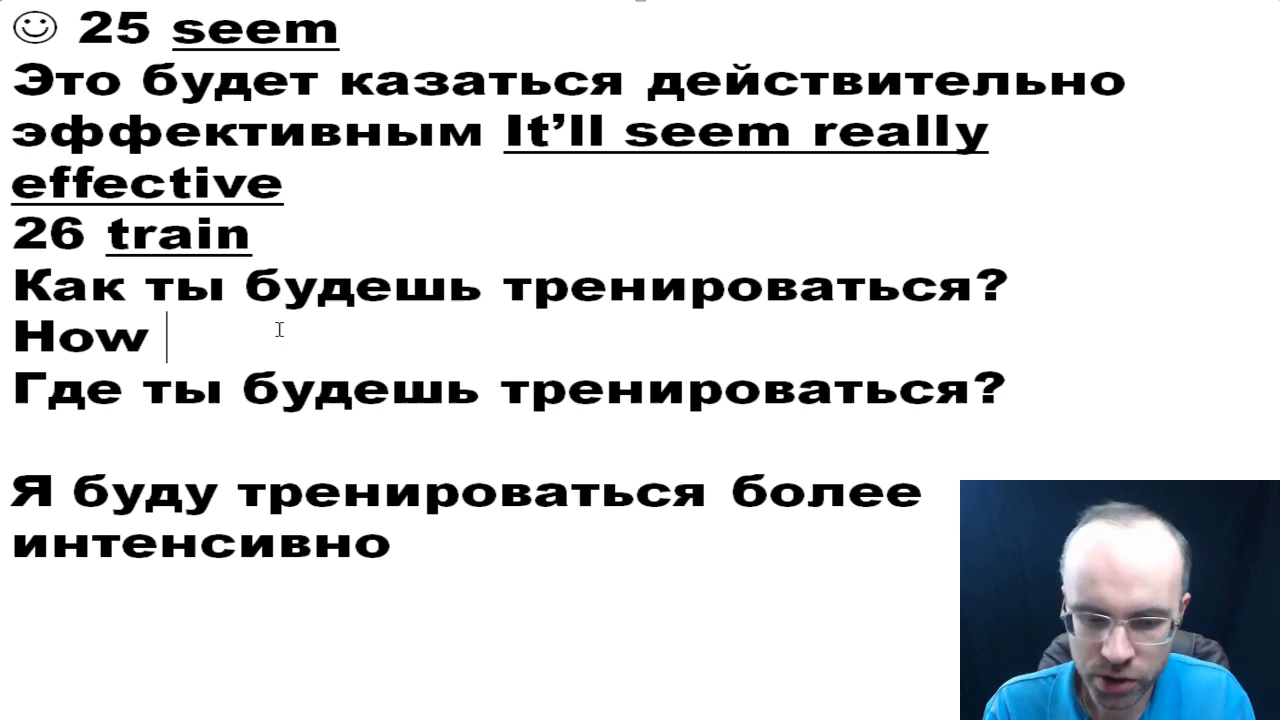 ☺ 25 seem
Это будет казаться действительно
эффективным It’ll seem really
effective
26 train
Как ты будешь тренироваться?
How
Где ты будешь тренироваться?
Я буду тренироваться более
интенсивно